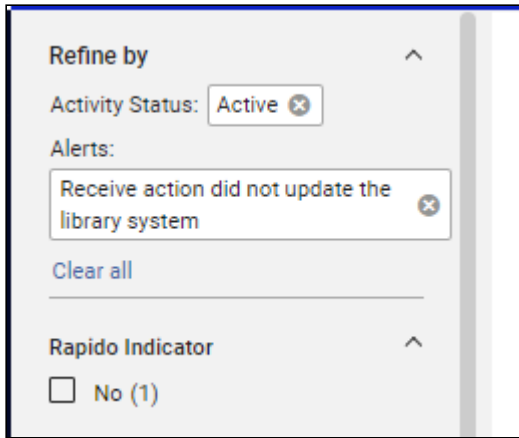 Refine by
Activity Status: Active
Alerts:
Receive action did not update the
library system
Clear all
Rapido Indicator
No (1)